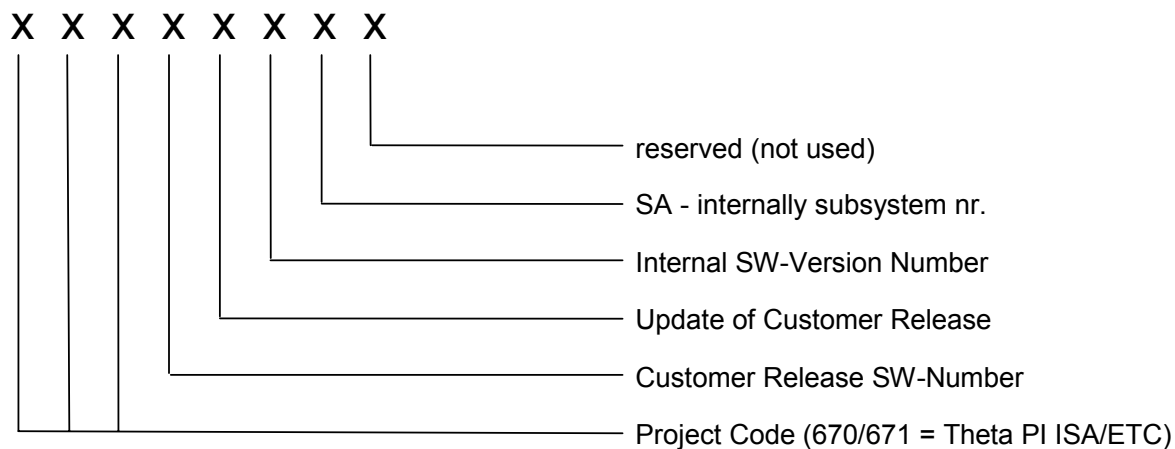 X X X X X X X X
reserved (not used)
SA - internally subsystem nr.
Internal SW-Version Number
Update of Customer Release
Customer Release SW-Number
Project Code (670/671 = Theta PI ISA/ETC)